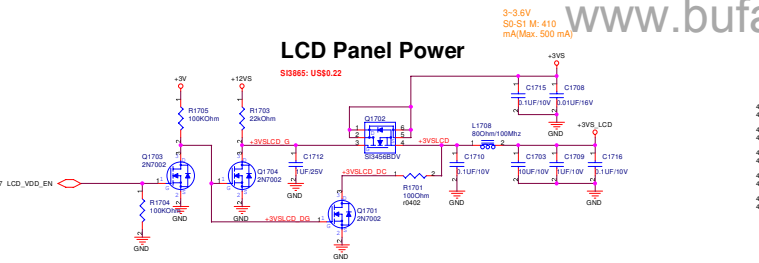 3~3.6V
S0-S1 M: 410
mA(Max. 500 mA)
www.bufa
LCD Panel Power
SI3865: US$0.22
+3V
+12VS
+3VS
R1705
100KOhm
R1703
22kOhm
C1715
0.1UF/10V
C1708
0.01UF/16V
GND
Q1702
SI3456BDV
+3VSLCD_G
+3VSLCD
L1708
80Ohm/100Mhz
+3VS_LCD
Q1703
2N7002
Q1704
2N7002
C1712
1UF/25V
GND
+3VSLCD_DC
R1701
100Ohm
r0402
C1710
0.1UF/10V
GND
C1703
10UF/10V
C1709
1UF/10V
C1716
0.1UF/10V
GND
GND
7 LCD_VDD_EN
R1704
100KOhm
GND
GND
GND
+3VSLCD_DG
Q1701
2N7002
GND